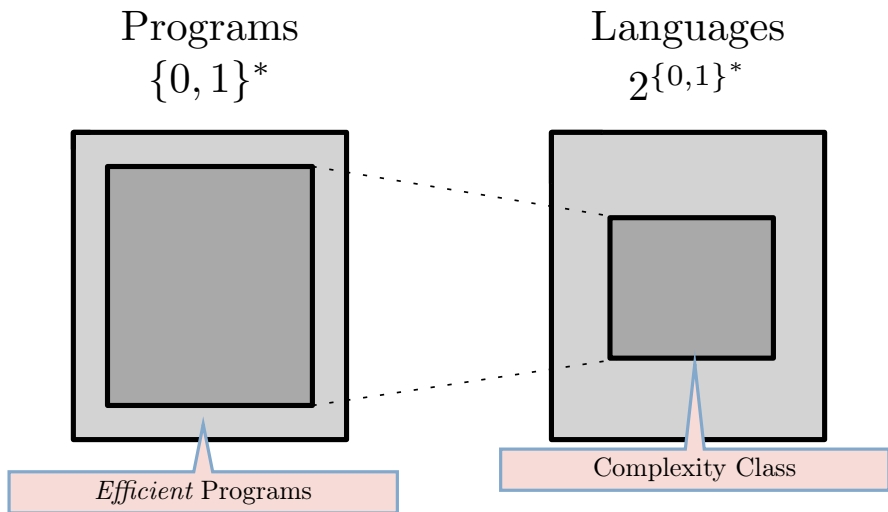 Programs
{0, 1}*
Languages
2^{{0,1}*}
Efficient Programs
Complexity Class